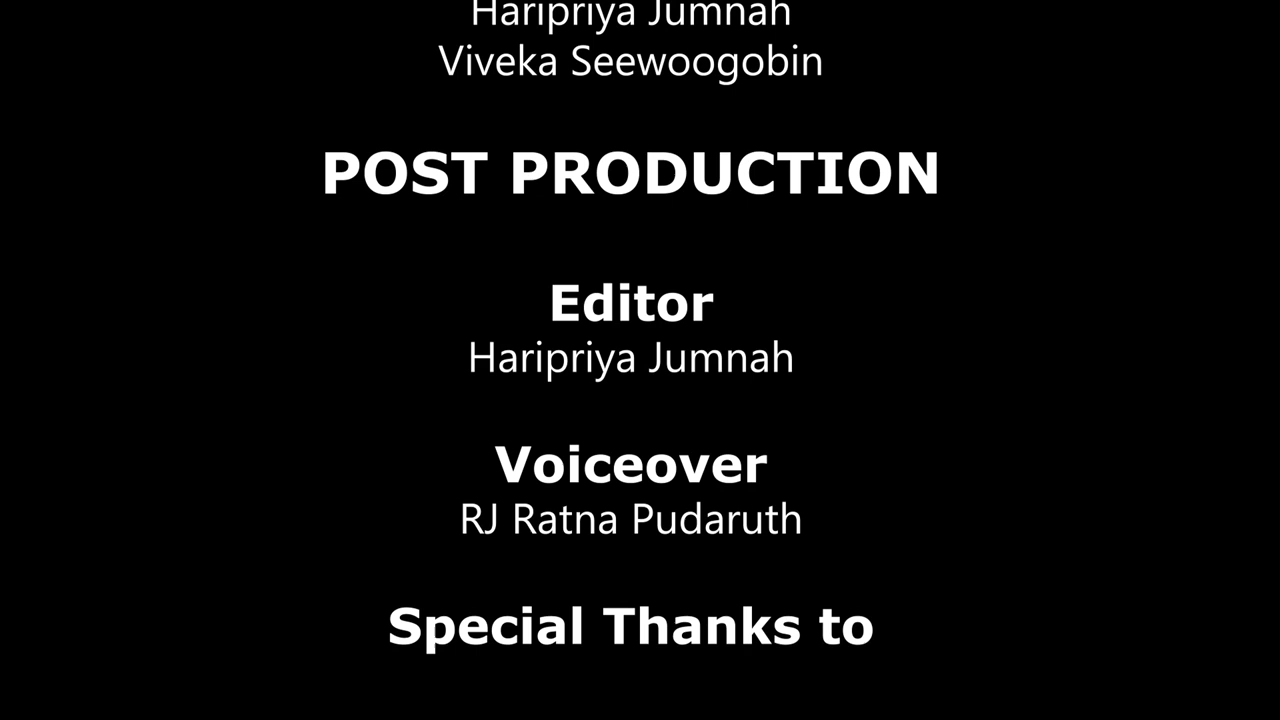 Haripriya Jumnah
Viveka Seewoogobin
POST PRODUCTION
Editor
Haripriya Jumnah
Voiceover
RJ Ratna Pudaruth
Special Thanks to